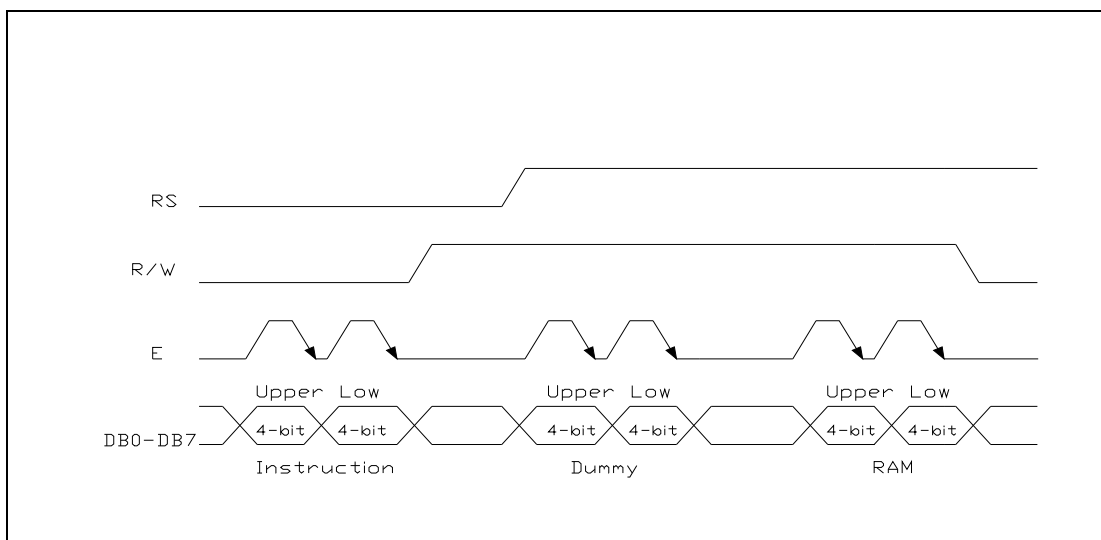 RS
R/W
E
Upper Low Upper Low Upper Low
DB0-DB7 4-bit 4-bit 4-bit 4-bit 4-bit 4-bit
Instruction Dummy RAM